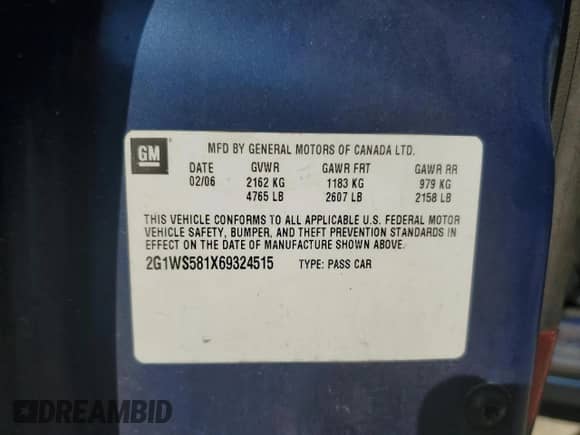 GM
MFD BY GENERAL MOTORS OF CANADA LTD.
DATE GVWR GAWR FRT GAWR RR
02/06 2162 KG 1183 KG 979 KG
4765 LB 2607 LB 2158 LB
THIS VEHICLE CONFORMS TO ALL APPLICABLE U.S. FEDERAL MOTOR
VEHICLE SAFETY, BUMPER, AND THEFT PREVENTION STANDARDS IN
EFFECT ON THE DATE OF MANUFACTURE SHOWN ABOVE.
2G1WS581X69324515 TYPE: PASS CAR
DREAMBID